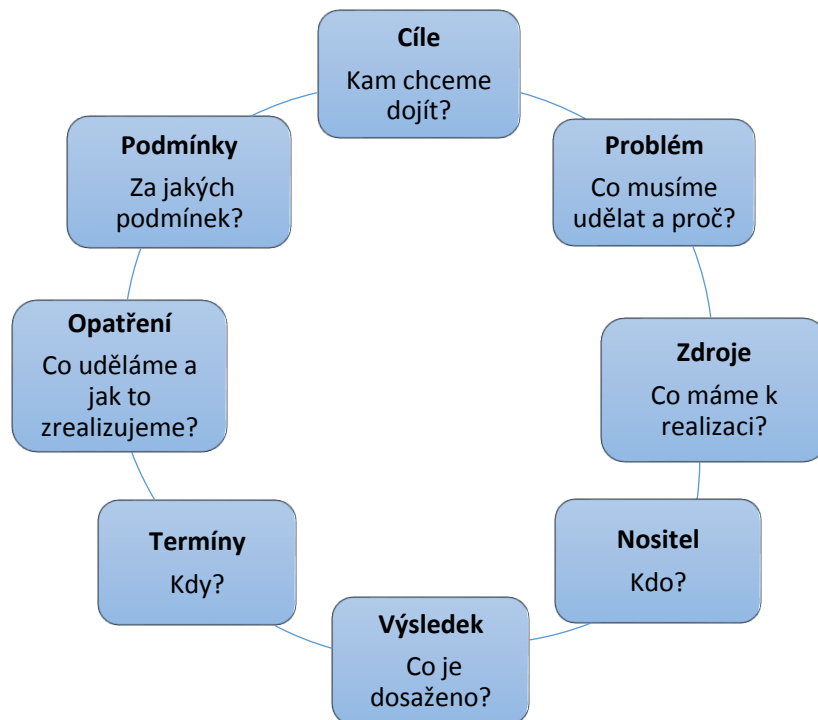 Cíle
Kam chceme
dojít?
Problém
Co musíme
udělat a proč?
Zdroje
Co máme k
realizaci?
Nositel
Kdo?
Výsledek
Co je
dosaženo?
Termíny
Kdy?
Opatření
Co uděláme a
jak to
zrealizujeme?
Podmínky
Za jakých
podmínek?